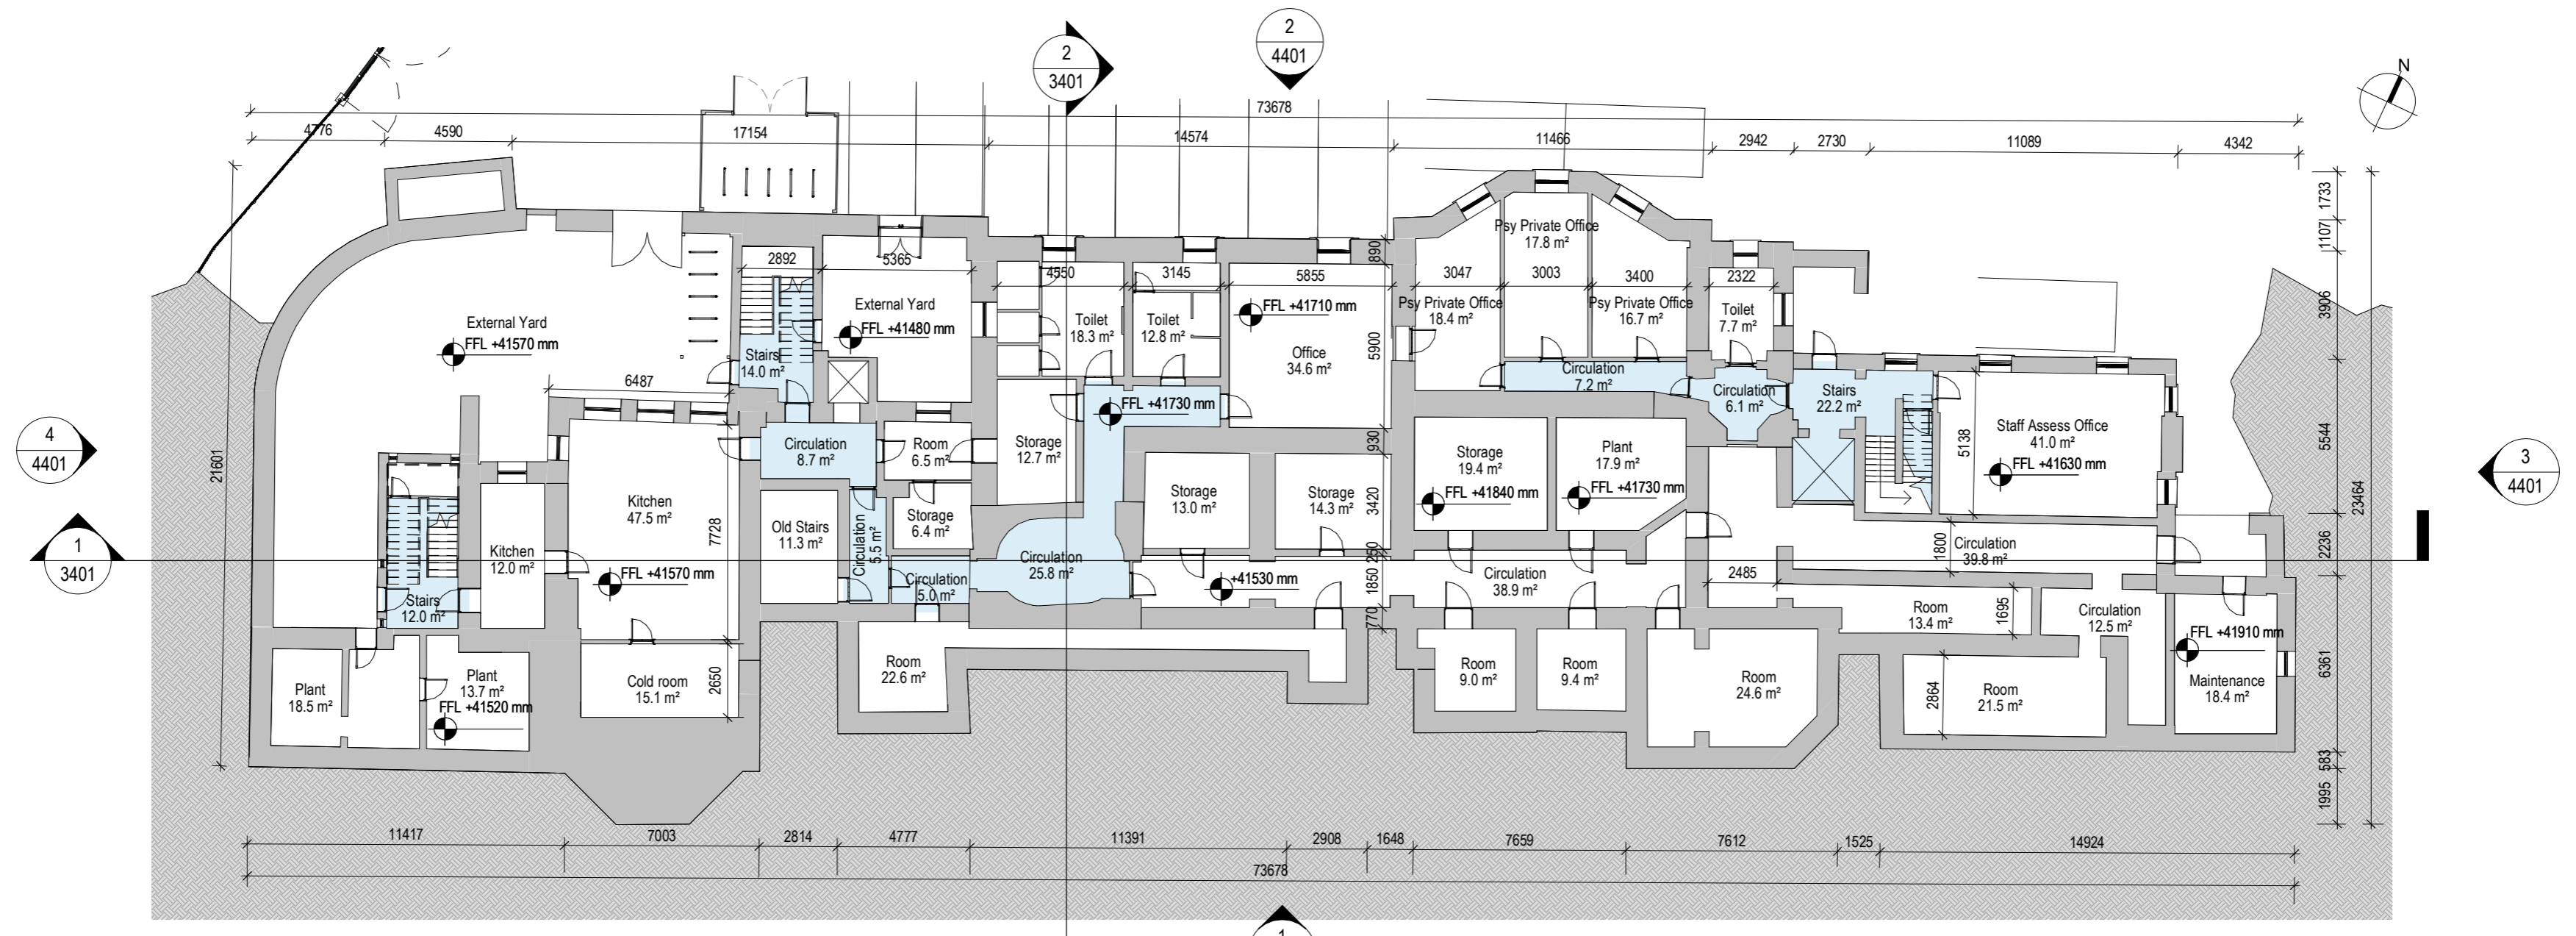 2
3401
2
4401
N
73678
4776
4590
17154
14574
11466
2942
2730
11089
4342
1733
1107
3906
5544
2236
6361
583
1995
23464
21601
2892
5365
4550
3145
5855
890
3047
3003
3400
2322
External Yard
FFL +41570 mm
External Yard
FFL +41480 mm
Stairs
14.0 m²
6487
Toilet
18.3 m²
Toilet
12.8 m²
FFL +41710 mm
Office
34.6 m²
5900
Psy Private Office
17.8 m²
Psy Private Office
18.4 m²
Psy Private Office
16.7 m²
Toilet
7.7 m²
Circulation
7.2 m²
Circulation
6.1 m²
Stairs
22.2 m²
5138
Staff Assess Office
41.0 m²
FFL +41630 mm
4
4401
3
4401
1
3401
FFL +41730 mm
Circulation
8.7 m²
Room
6.5 m²
Storage
12.7 m²
930
Storage
19.4 m²
FFL +41840 mm
Plant
17.9 m²
FFL +41730 mm
Kitchen
47.5 m²
7728
FFL +41570 mm
Kitchen
12.0 m²
Old Stairs
11.3 m²
Circulation
5.5 m²
Storage
6.4 m²
Storage
13.0 m²
Storage
14.3 m²
3420
250
1850
770
Circulation
25.8 m²
Circulation
5.0 m²
+41530 mm
Circulation
38.9 m²
2485
1800
Circulation
39.8 m²
Stairs
12.0 m²
Room
13.4 m²
1695
Circulation
12.5 m²
FFL +41910 mm
Maintenance
18.4 m²
Plant
18.5 m²
Plant
13.7 m²
FFL +41520 mm
Cold room
15.1 m²
2650
Room
22.6 m²
Room
9.0 m²
Room
9.4 m²
Room
24.6 m²
2864
Room
21.5 m²
11417
7003
2814
4777
11391
2908
1648
7659
7612
1525
14924
73678
1